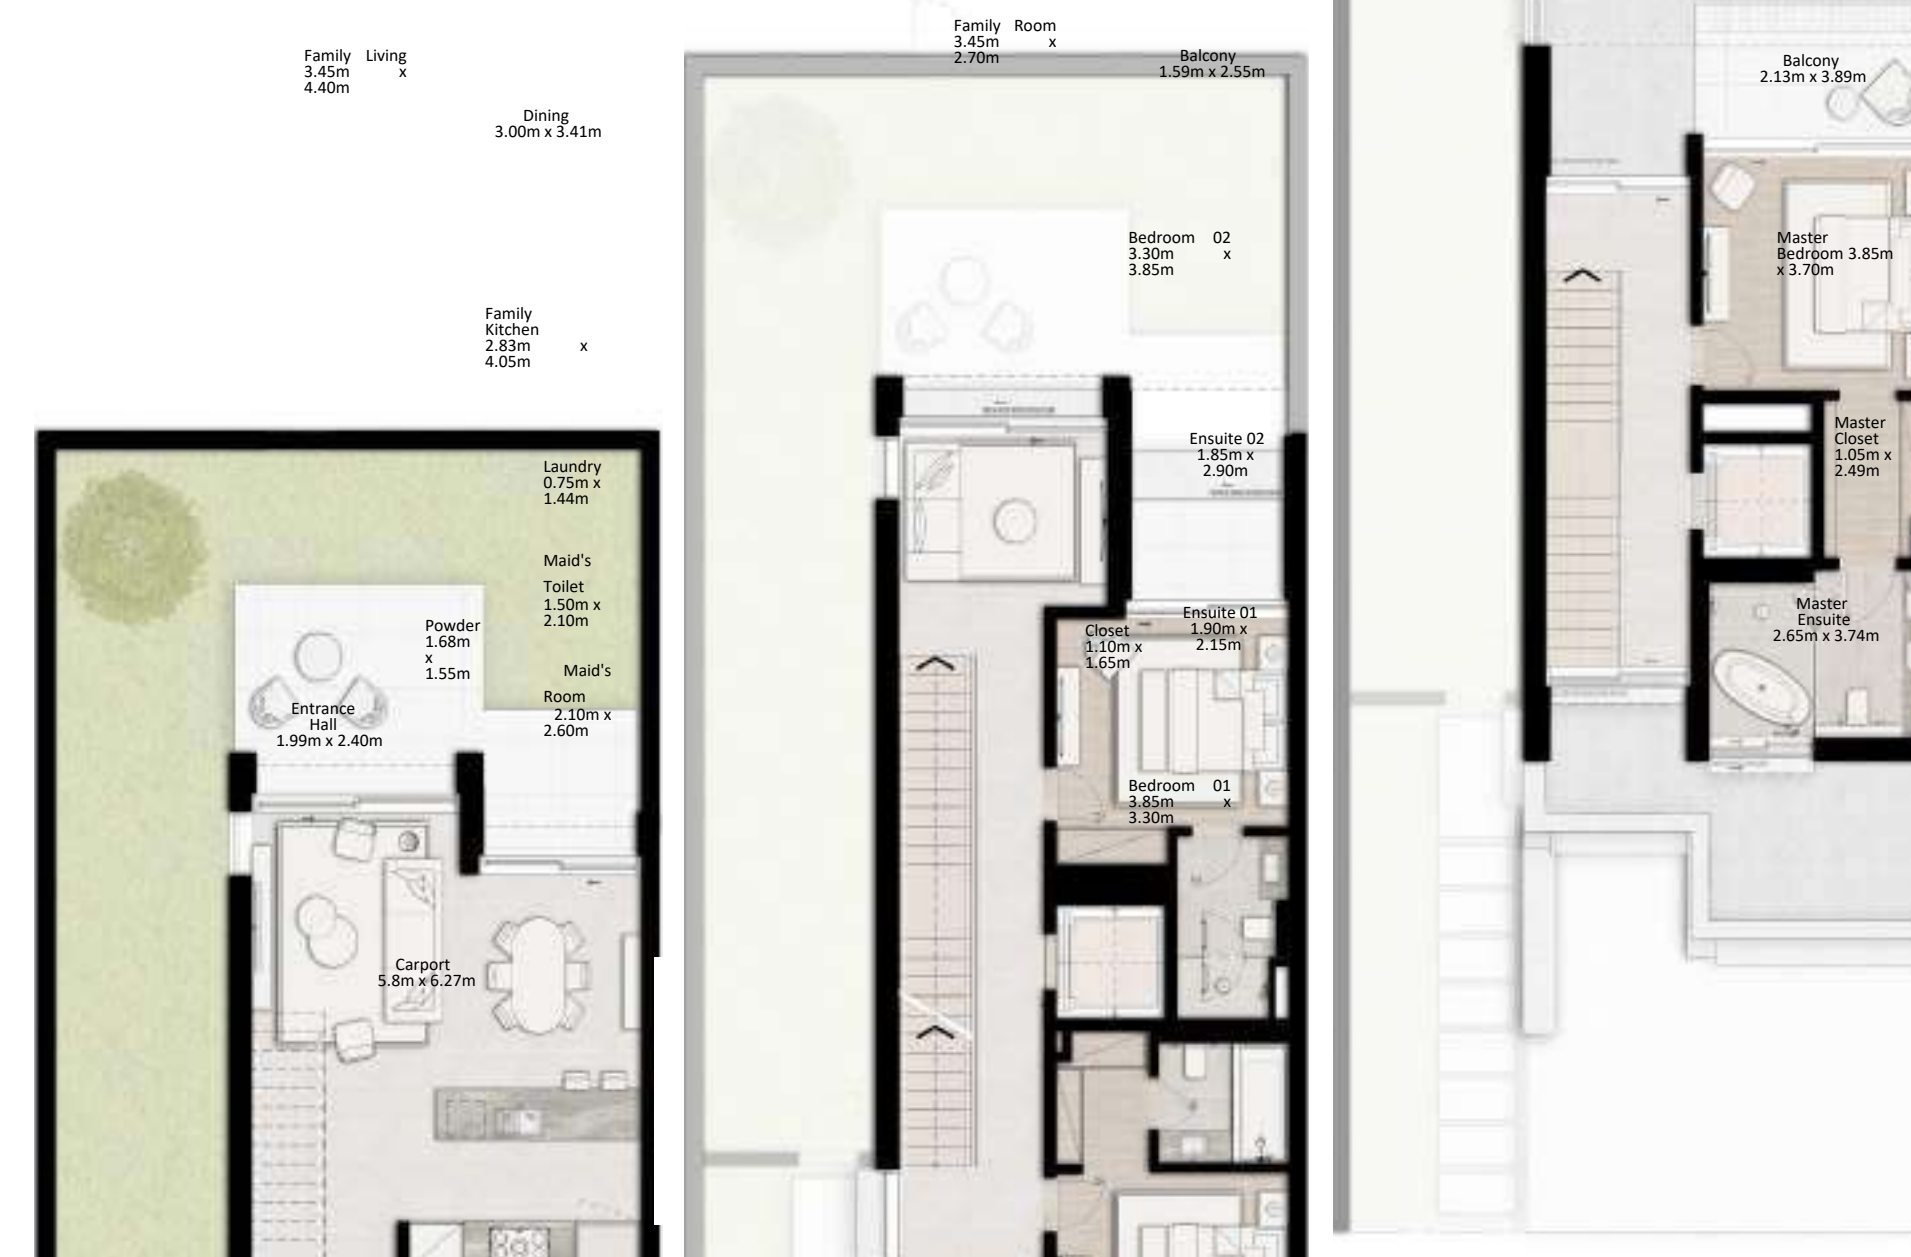 Family Living
3.45m x
4.40m
Dining
3.00m x 3.41m
Family
Kitchen
2.83m x
4.05m
Laundry
0.75m x
1.44m
Maid's
Toilet
1.50m x
2.10m
Powder
1.68m
x
1.55m
Maid's
Room
2.10m x
2.60m
Entrance
Hall
1.99m x 2.40m
Carport
5.8m x 6.27m
Family Room
3.45m x
2.70m
Balcony
1.59m x 2.55m
Bedroom 02
3.30m x
3.85m
Ensuite 02
1.85m x
2.90m
Ensuite 01
1.90m x
2.15m
Closet
1.10m x
1.65m
Bedroom 01
3.85m x
3.30m
Balcony
2.13m x 3.89m
Master
Bedroom 3.85m
x 3.70m
Master
Closet
1.05m x
2.49m
Master
Ensuite
2.65m x 3.74m